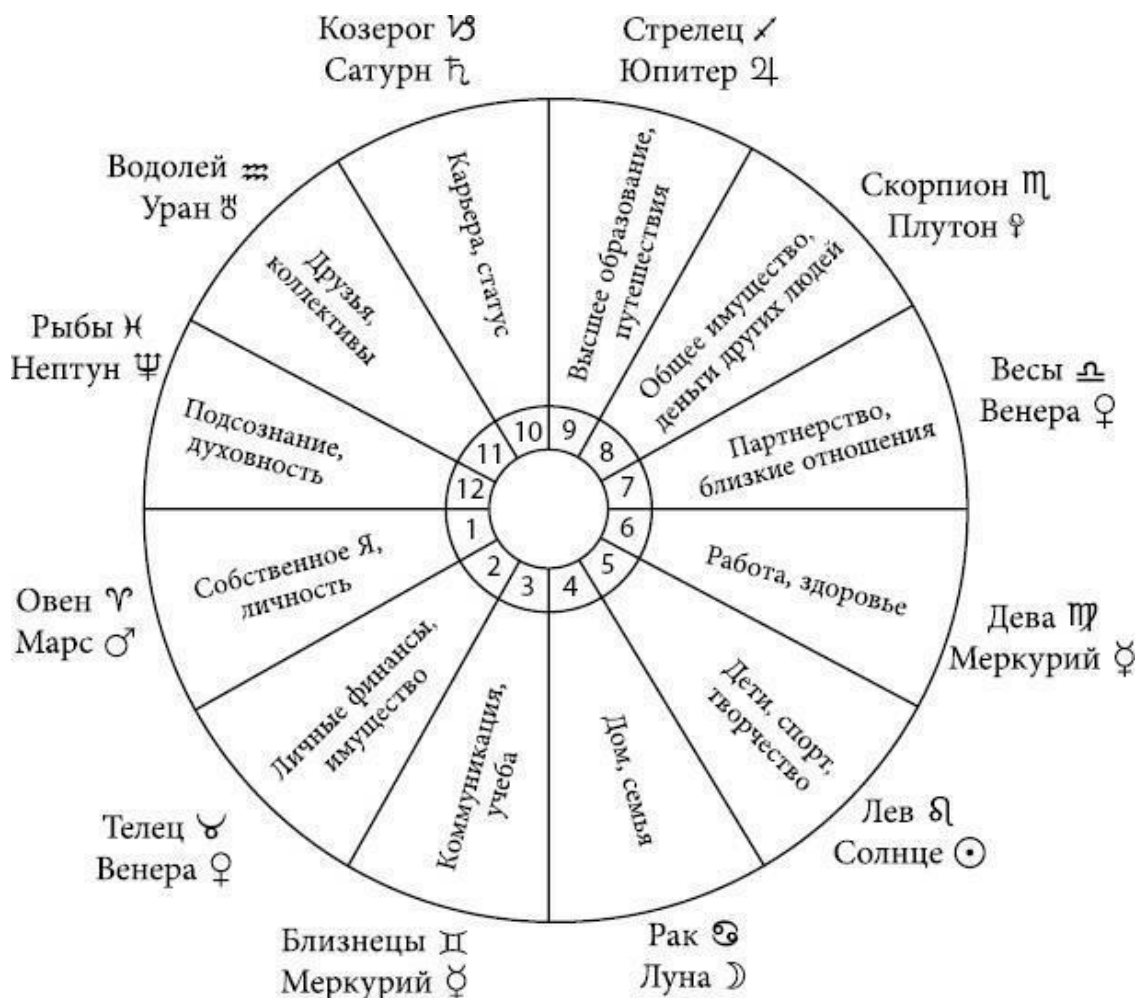 Козерог ♑
Сатурн ♄
Стрелец ♐
Юпитер ♃
Водолей ♒
Уран ♅
Скорпион ♏
Плутон ⚴
Рыбы ♓
Нептун ♆
Весы ♎
Венера ♀
Овен ♈
Марс ♂
Дева ♍
Меркурий ☿
Телец ♉
Венера ♀
Лев ♌
Солнце ☉
Близнецы ♊
Меркурий ☿
Рак ♋
Луна ☽
Собственное Я,
личность
Личные финансы,
имущество
Коммуникация,
учеба
Дом, семья
Дети, спорт,
творчество
Работа, здоровье
Партнерство,
близкие отношения
Общее имущество,
деньги других людей
Высшее образование,
путешествия
Карьера, статус
Друзья,
коллективы
Подсознание,
духовность
1
2
3
4
5
6
7
8
9
10
11
12